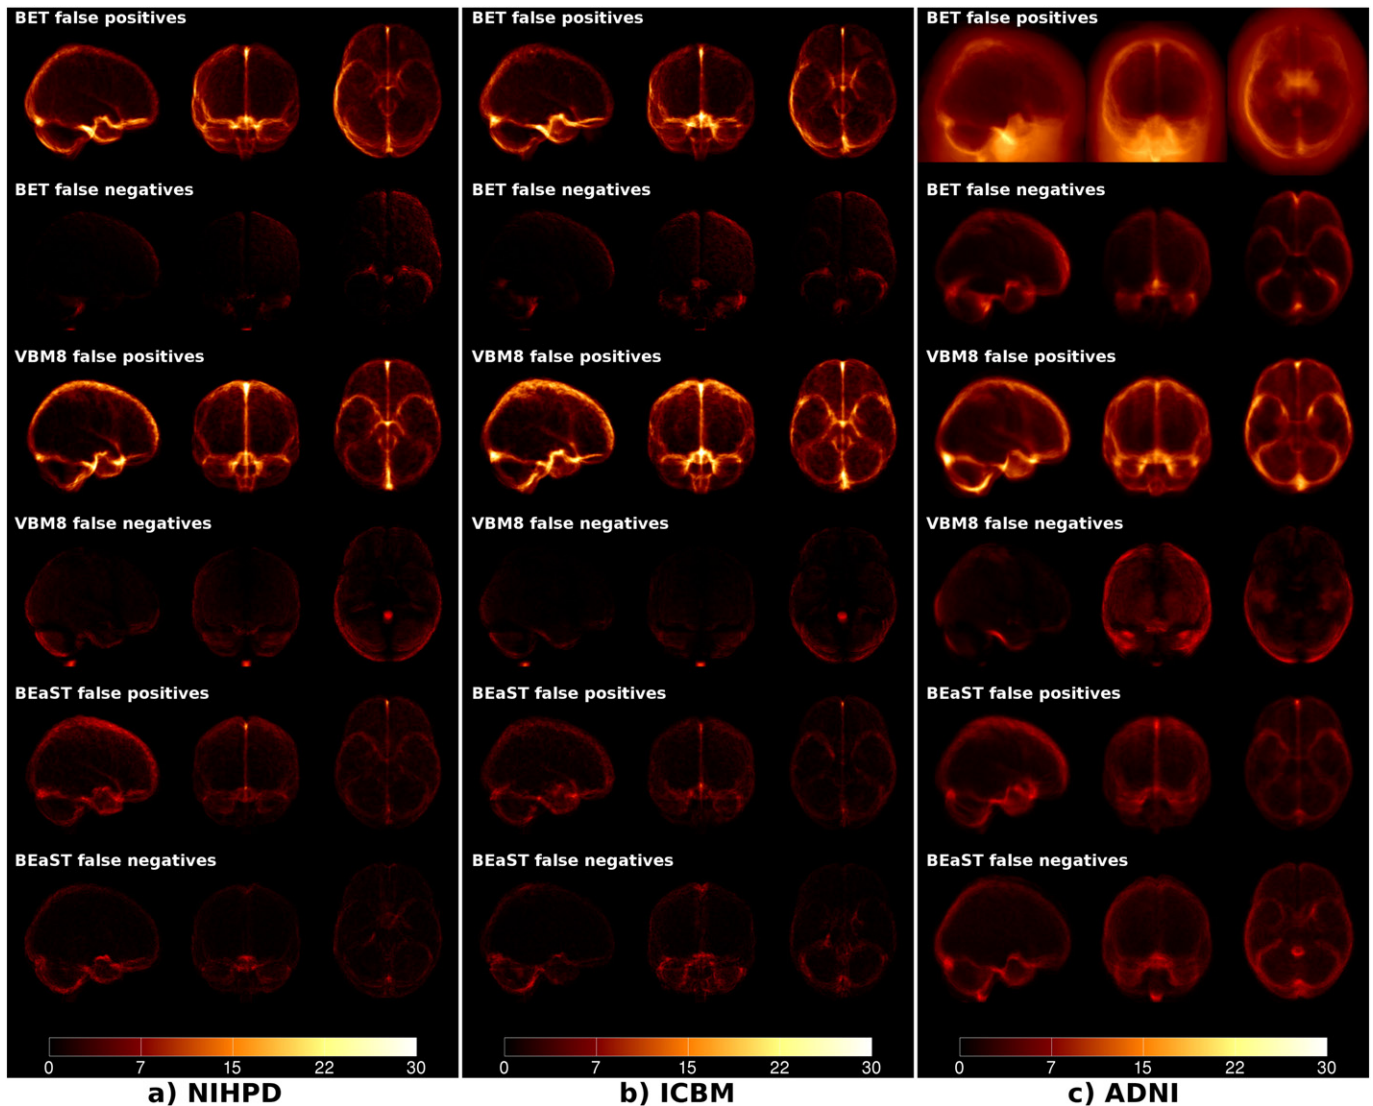 BET false positives
BET false negatives
VBM8 false positives
VBM8 false negatives
BEaST false positives
BEaST false negatives
0 7 15 22 30
a) NIHPD
BET false positives
BET false negatives
VBM8 false positives
VBM8 false negatives
BEaST false positives
BEaST false negatives
0 7 15 22 30
b) ICBM
BET false positives
BET false negatives
VBM8 false positives
VBM8 false negatives
BEaST false positives
BEaST false negatives
0 7 15 22 30
c) ADNI